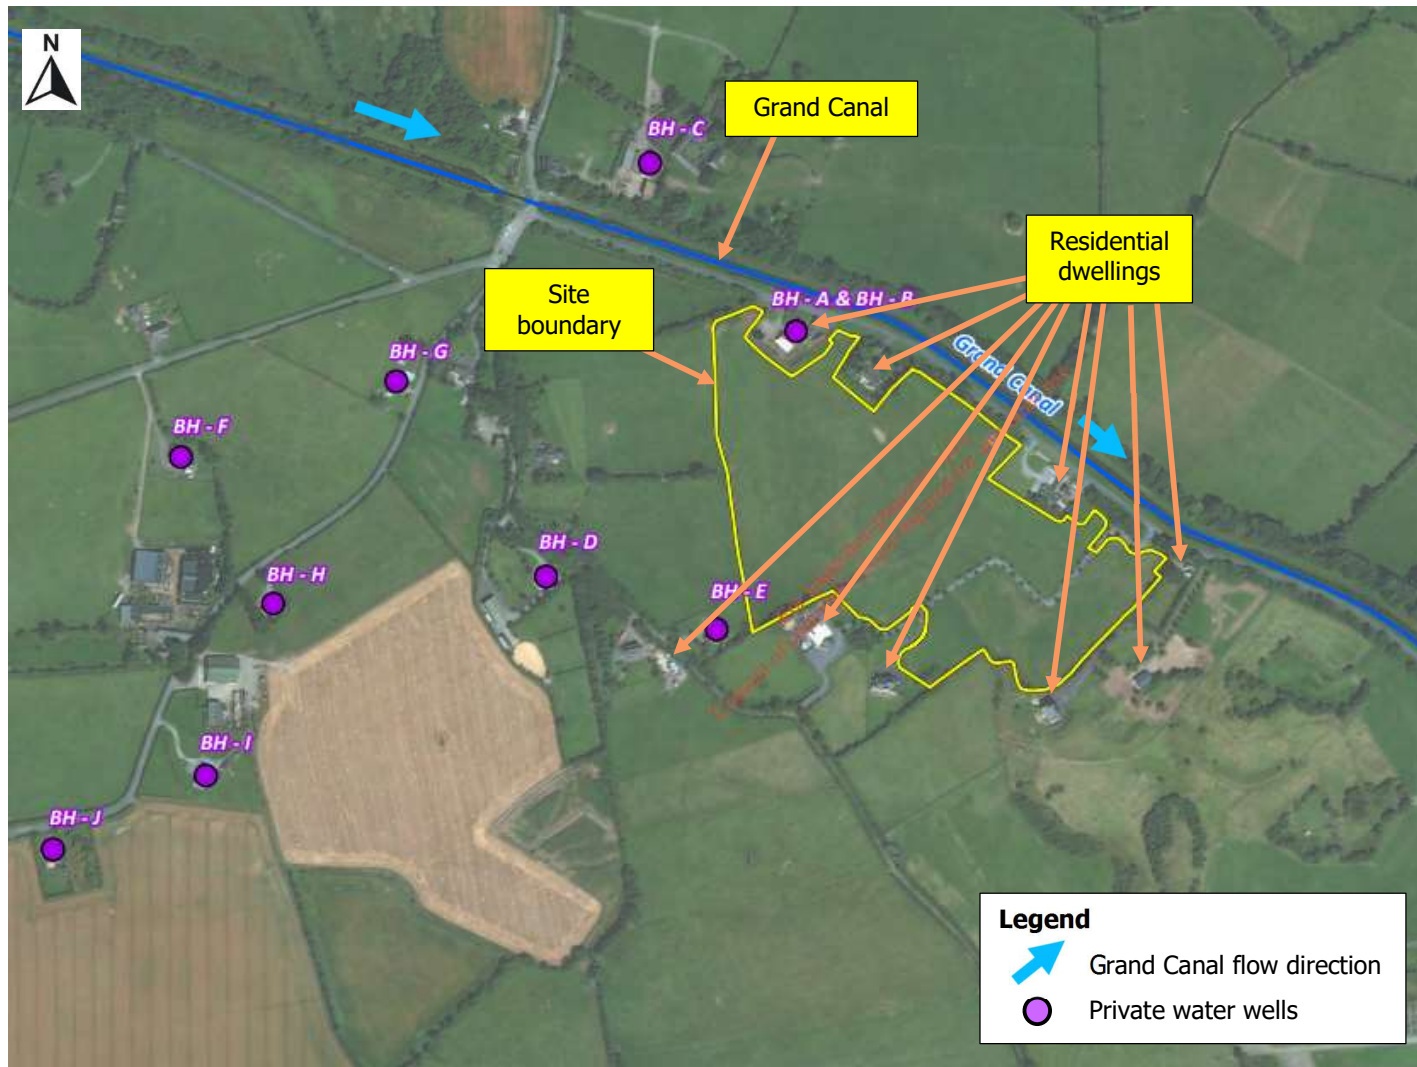 N
BH - C
Grand Canal
Residential
dwellings
Site
boundary
BH - A & BH - B
BH - G
Grand Canal
BH - F
BH - D
BH - H
BH - E
BH - I
BH - J
Legend
Grand Canal flow direction
Private water wells